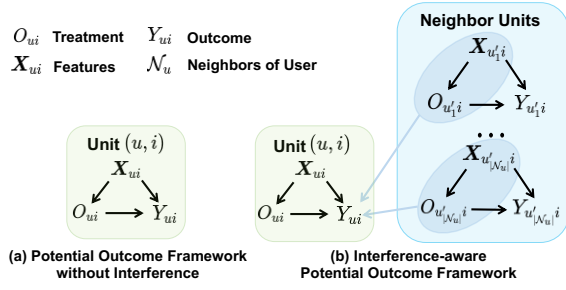 O_{ui} Treatment Y_{ui} Outcome
X_{ui} Features N_u Neighbors of User
Unit (u, i)
X_{ui}
O_{ui} Y_{ui}
(a) Potential Outcome Framework
without Interference
Unit (u, i)
X_{ui}
O_{ui} Y_{ui}
Neighbor Units
X_{u'_1 i}
O_{u'_1 i} Y_{u'_1 i}
...
X_{u'_{|N_u|} i}
O_{u'_{|N_u|} i} Y_{u'_{|N_u|} i}
(b) Interference-aware
Potential Outcome Framework